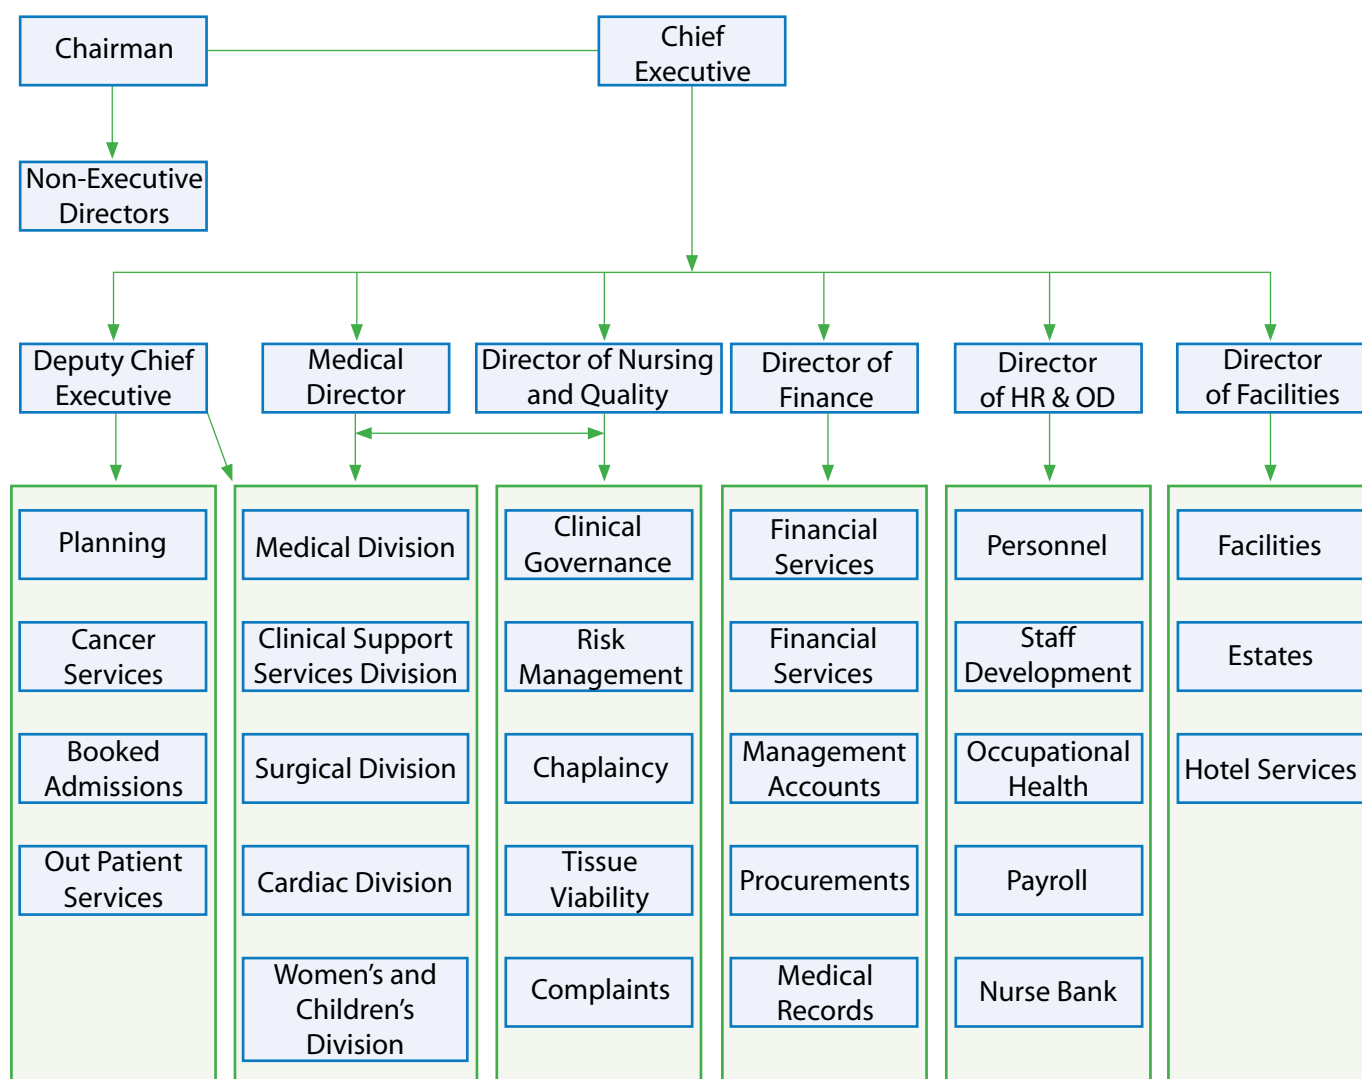 Chairman
Chief
Executive
Non-Executive
Directors
Deputy Chief
Executive
Medical
Director
Director of Nursing
and Quality
Director of
Finance
Director
of HR & OD
Director
of Facilities
Planning
Cancer
Services
Booked
Admissions
Out Patient
Services
Medical Division
Clinical Support
Services Division
Surgical Division
Cardiac Division
Women’s and
Children’s
Division
Clinical
Governance
Risk
Management
Chaplaincy
Tissue
Viability
Complaints
Financial
Services
Financial
Services
Management
Accounts
Procurements
Medical
Records
Personnel
Staff
Development
Occupational
Health
Payroll
Nurse Bank
Facilities
Estates
Hotel Services